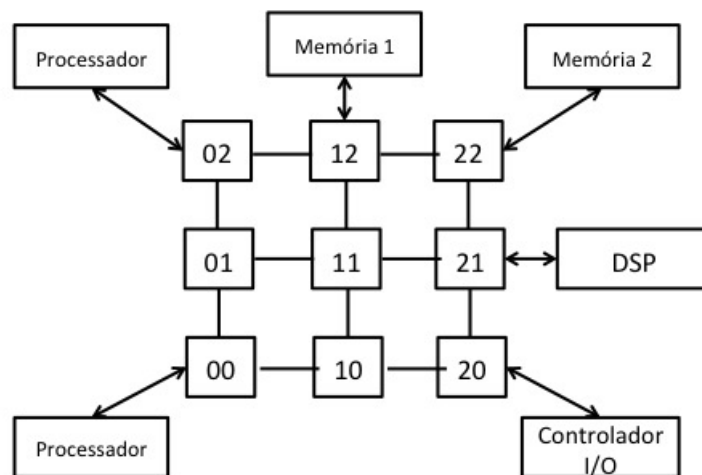 Processador
Memória 1
Memória 2
02
12
22
01
11
21
DSP
00
10
20
Processador
Controlador
I/O